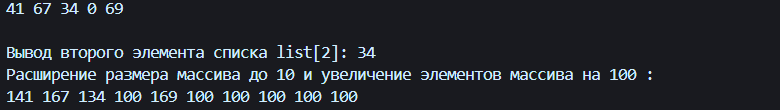 41 67 34 0 69
Вывод второго элемента списка list[2]: 34
Расширение размера массива до 10 и увеличение элементов массива на 100 :
141 167 134 100 169 100 100 100 100 100